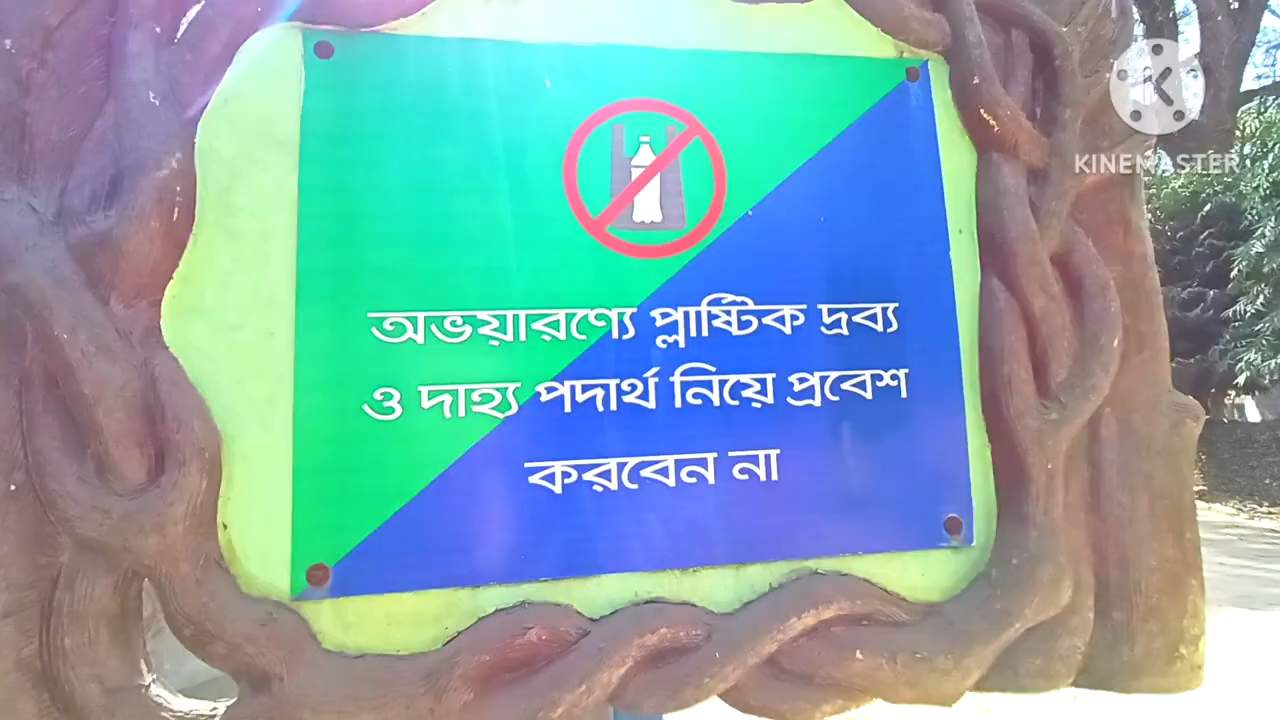 KINEMASTER
অভয়ারণ্যে প্লাষ্টিক দ্রব্য
ও দাহ্য পদার্থ নিয়ে প্রবেশ
করবেন না